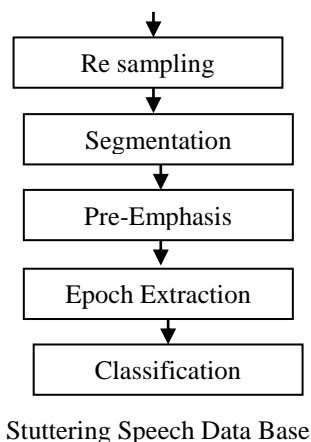 Re sampling
Segmentation
Pre-Emphasis
Epoch Extraction
Classification
Stuttering Speech Data Base